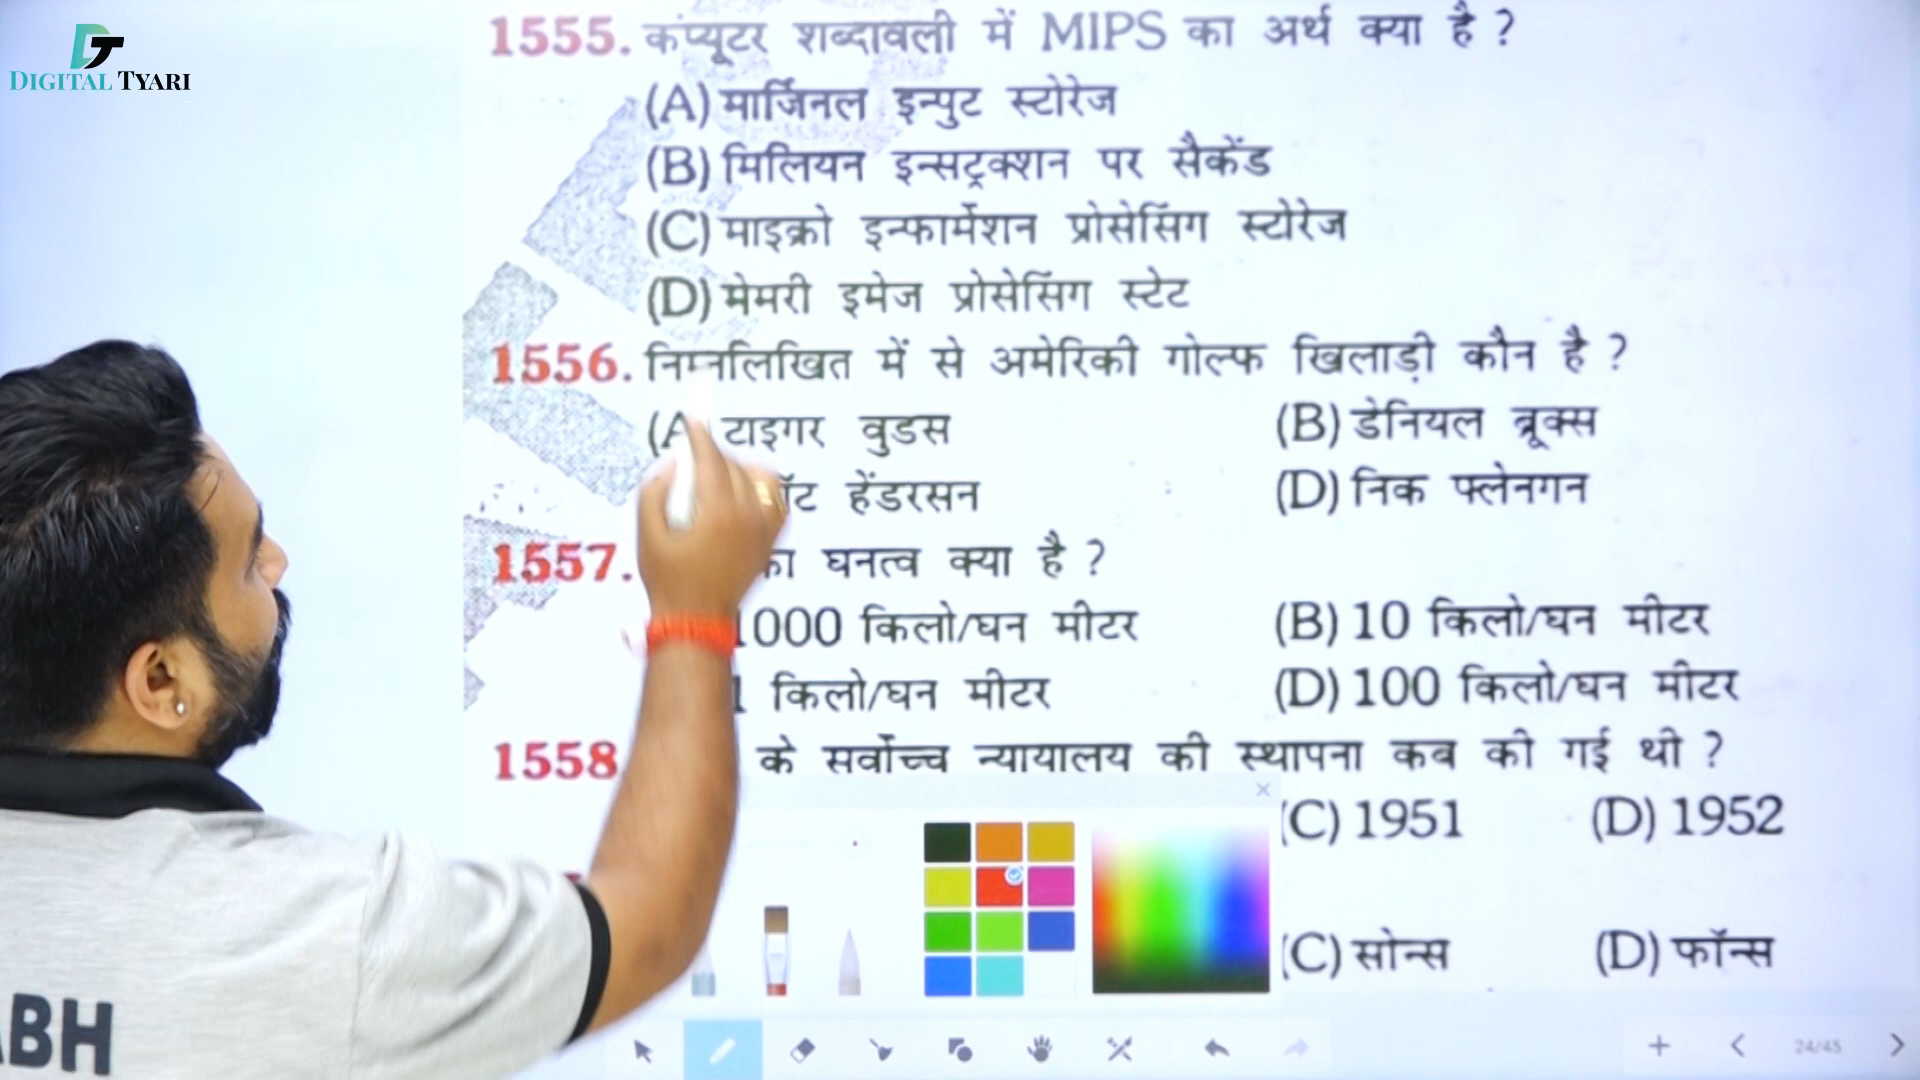 DIGITAL TYARI
1555. कंप्यूटर शब्दावली में MIPS का अर्थ क्या है ?
(A) मार्जिनल इन्पुट स्टोरेज
(B) मिलियन इन्सट्रक्शन पर सैकेंड
(C) माइक्रो इन्फार्मेशन प्रोसेसिंग स्टोरेज
(D) मेमरी इमेज प्रोसेसिंग स्टेट
1556. निम्नलिखित में से अमेरिकी गोल्फ खिलाड़ी कौन है ?
(A टाइगर वुडस (B) डेनियल ब्रूक्स
हेंडरसन (D) निक फ्लेनगन
1557. का घनत्व क्या है ?
1000 किलो/घन मीटर (B) 10 किलो/घन मीटर
1 किलो/घन मीटर (D) 100 किलो/घन मीटर
1558 के सर्वोच्च न्यायालय की स्थापना कब की गई थी ?
(C) 1951 (D) 1952
(C) सोन्स (D) फॉन्स
ABH
24/45